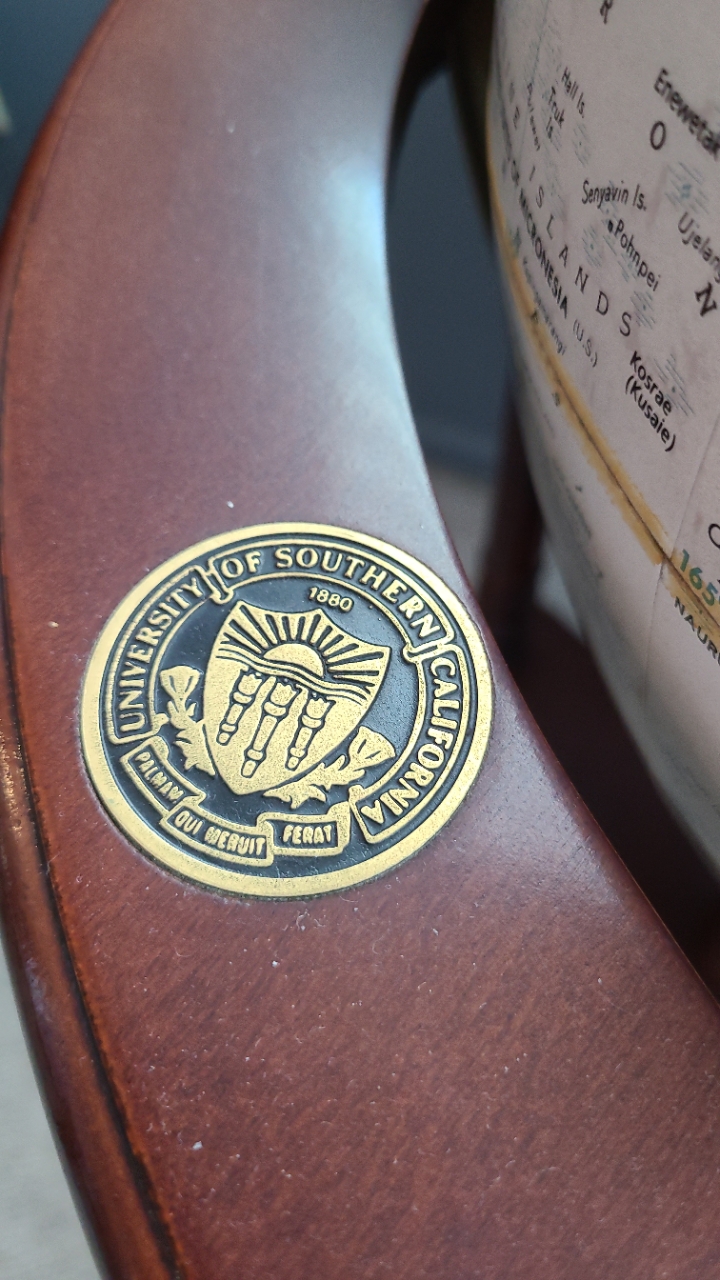 R
Hall Is.
Truk
Is.
Enewetak
O
Senyavin Is.
Pohnpei
ISLANDS
OF MICRONESIA (U.S.)
N
Kosrae
(Kusaie)
165°
UNIVERSITY OF SOUTHERN CALIFORNIA
1880
PALMAM
QUI MERUIT
FERAT